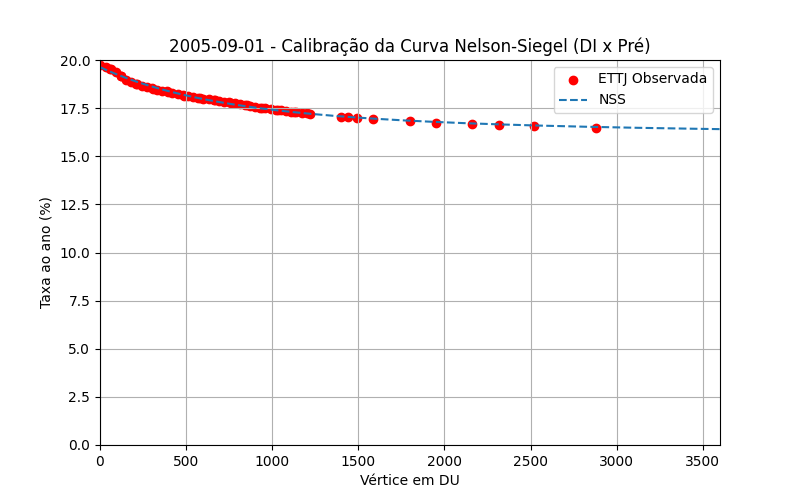 2005-09-01 - Calibração da Curva Nelson-Siegel (DI x Pré)
ETTJ Observada
NSS
Taxa ao ano (%)
20.0
17.5
15.0
12.5
10.0
7.5
5.0
2.5
0.0
0 500 1000 1500 2000 2500 3000 3500
Vértice em DU